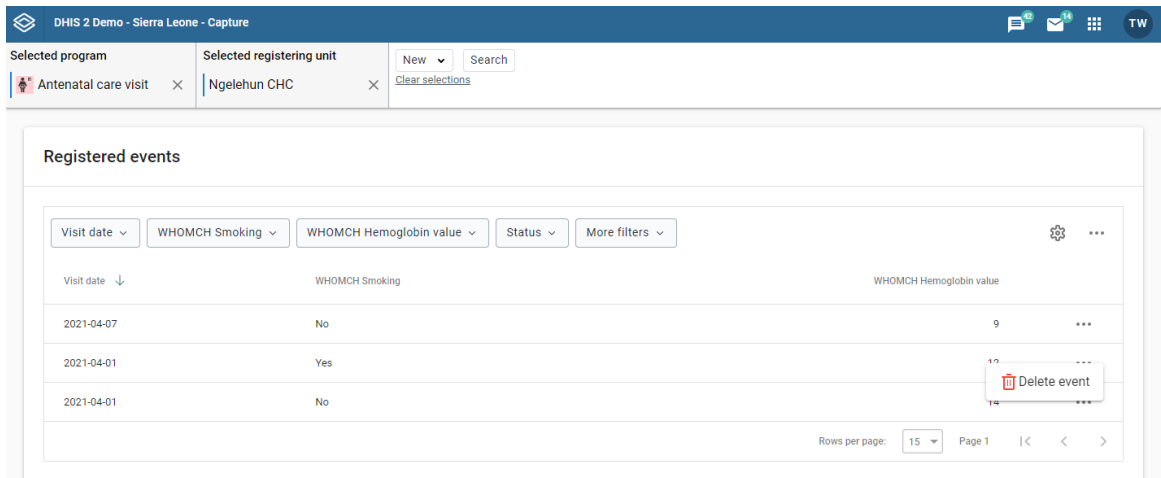 DHIS 2 Demo - Sierra Leone - Capture
42
14
TW
Selected program
Antenatal care visit
Selected registering unit
Ngelehun CHC
New
Search
Clear selections
Registered events
Visit date
WHOMCH Smoking
WHOMCH Hemoglobin value
Status
More filters
Visit date
WHOMCH Smoking
WHOMCH Hemoglobin value
2021-04-07
No
9
2021-04-01
Yes
Delete event
2021-04-01
No
14
Rows per page:
15
Page 1